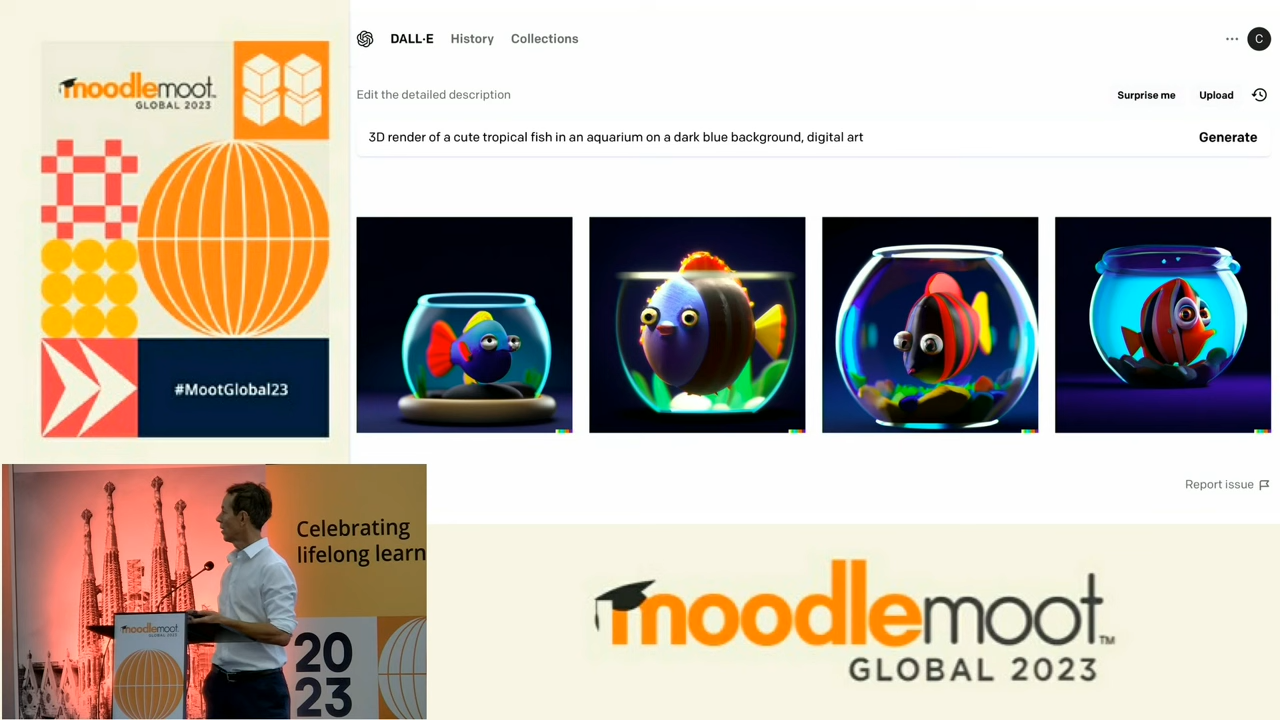 moodlemoot™
GLOBAL 2023
#MootGlobal23
DALL·E History Collections
C
Edit the detailed description
Surprise me Upload
3D render of a cute tropical fish in an aquarium on a dark blue background, digital art
Generate
Report issue
Celebrating
lifelong learn
moodlemoot
GLOBAL 2023
20
23
moodlemoot™
GLOBAL 2023